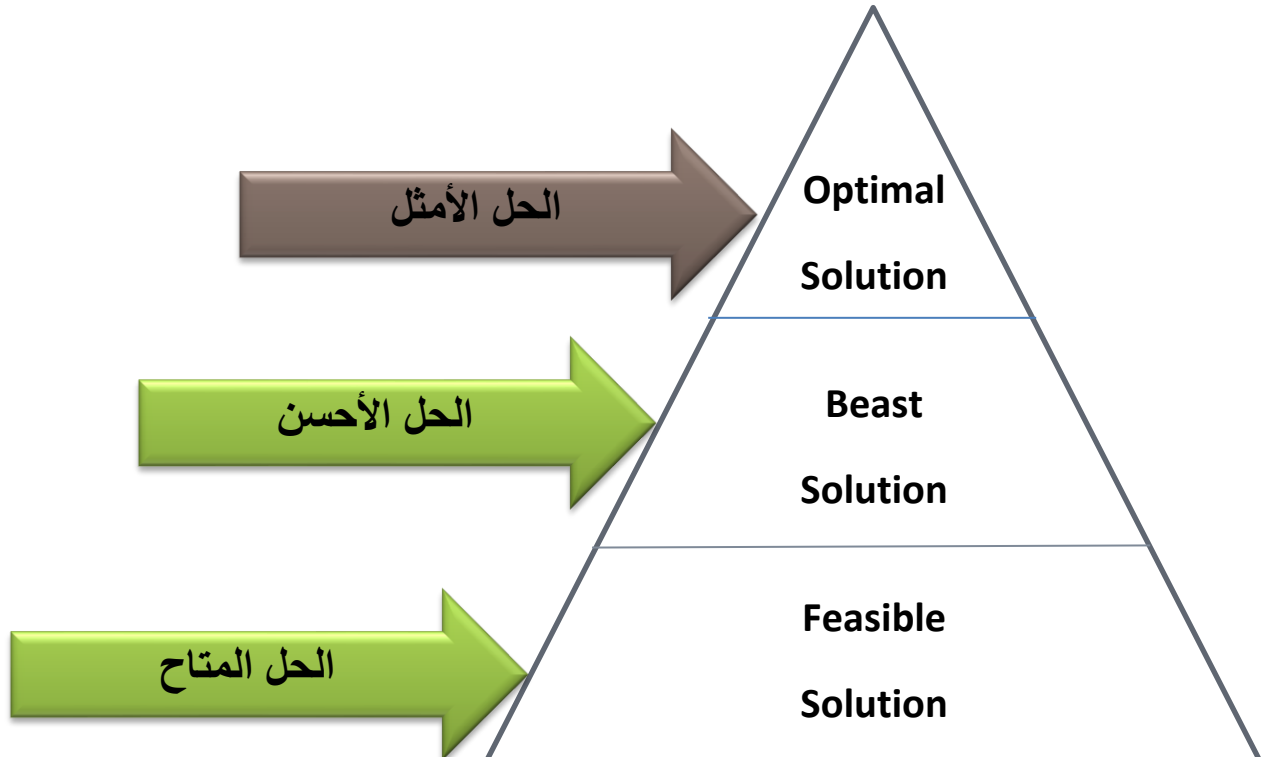 الحل الأمثل
Optimal
Solution
الحل الأحسن
Beast
Solution
الحل المتاح
Feasible
Solution